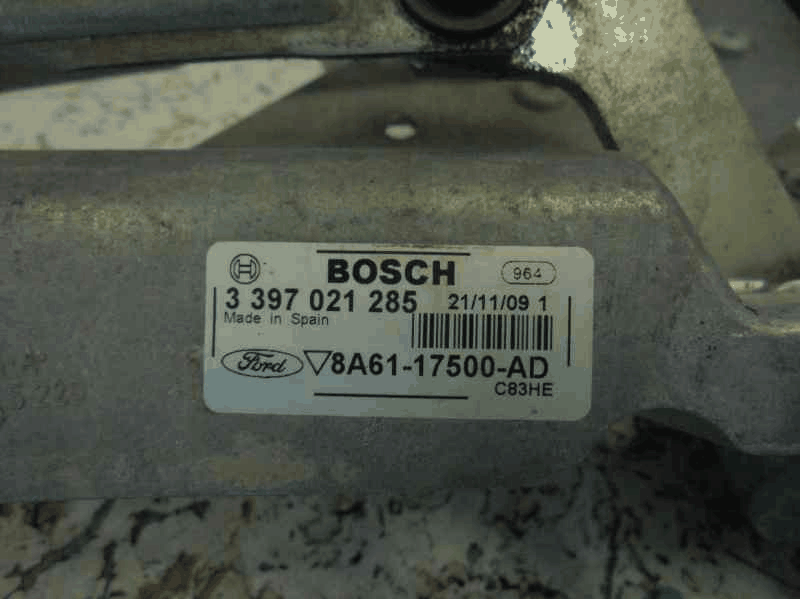 BOSCH 964
3 397 021 285 21/11/09 1
Made in Spain
Ford 8A61-17500-AD
C83HE